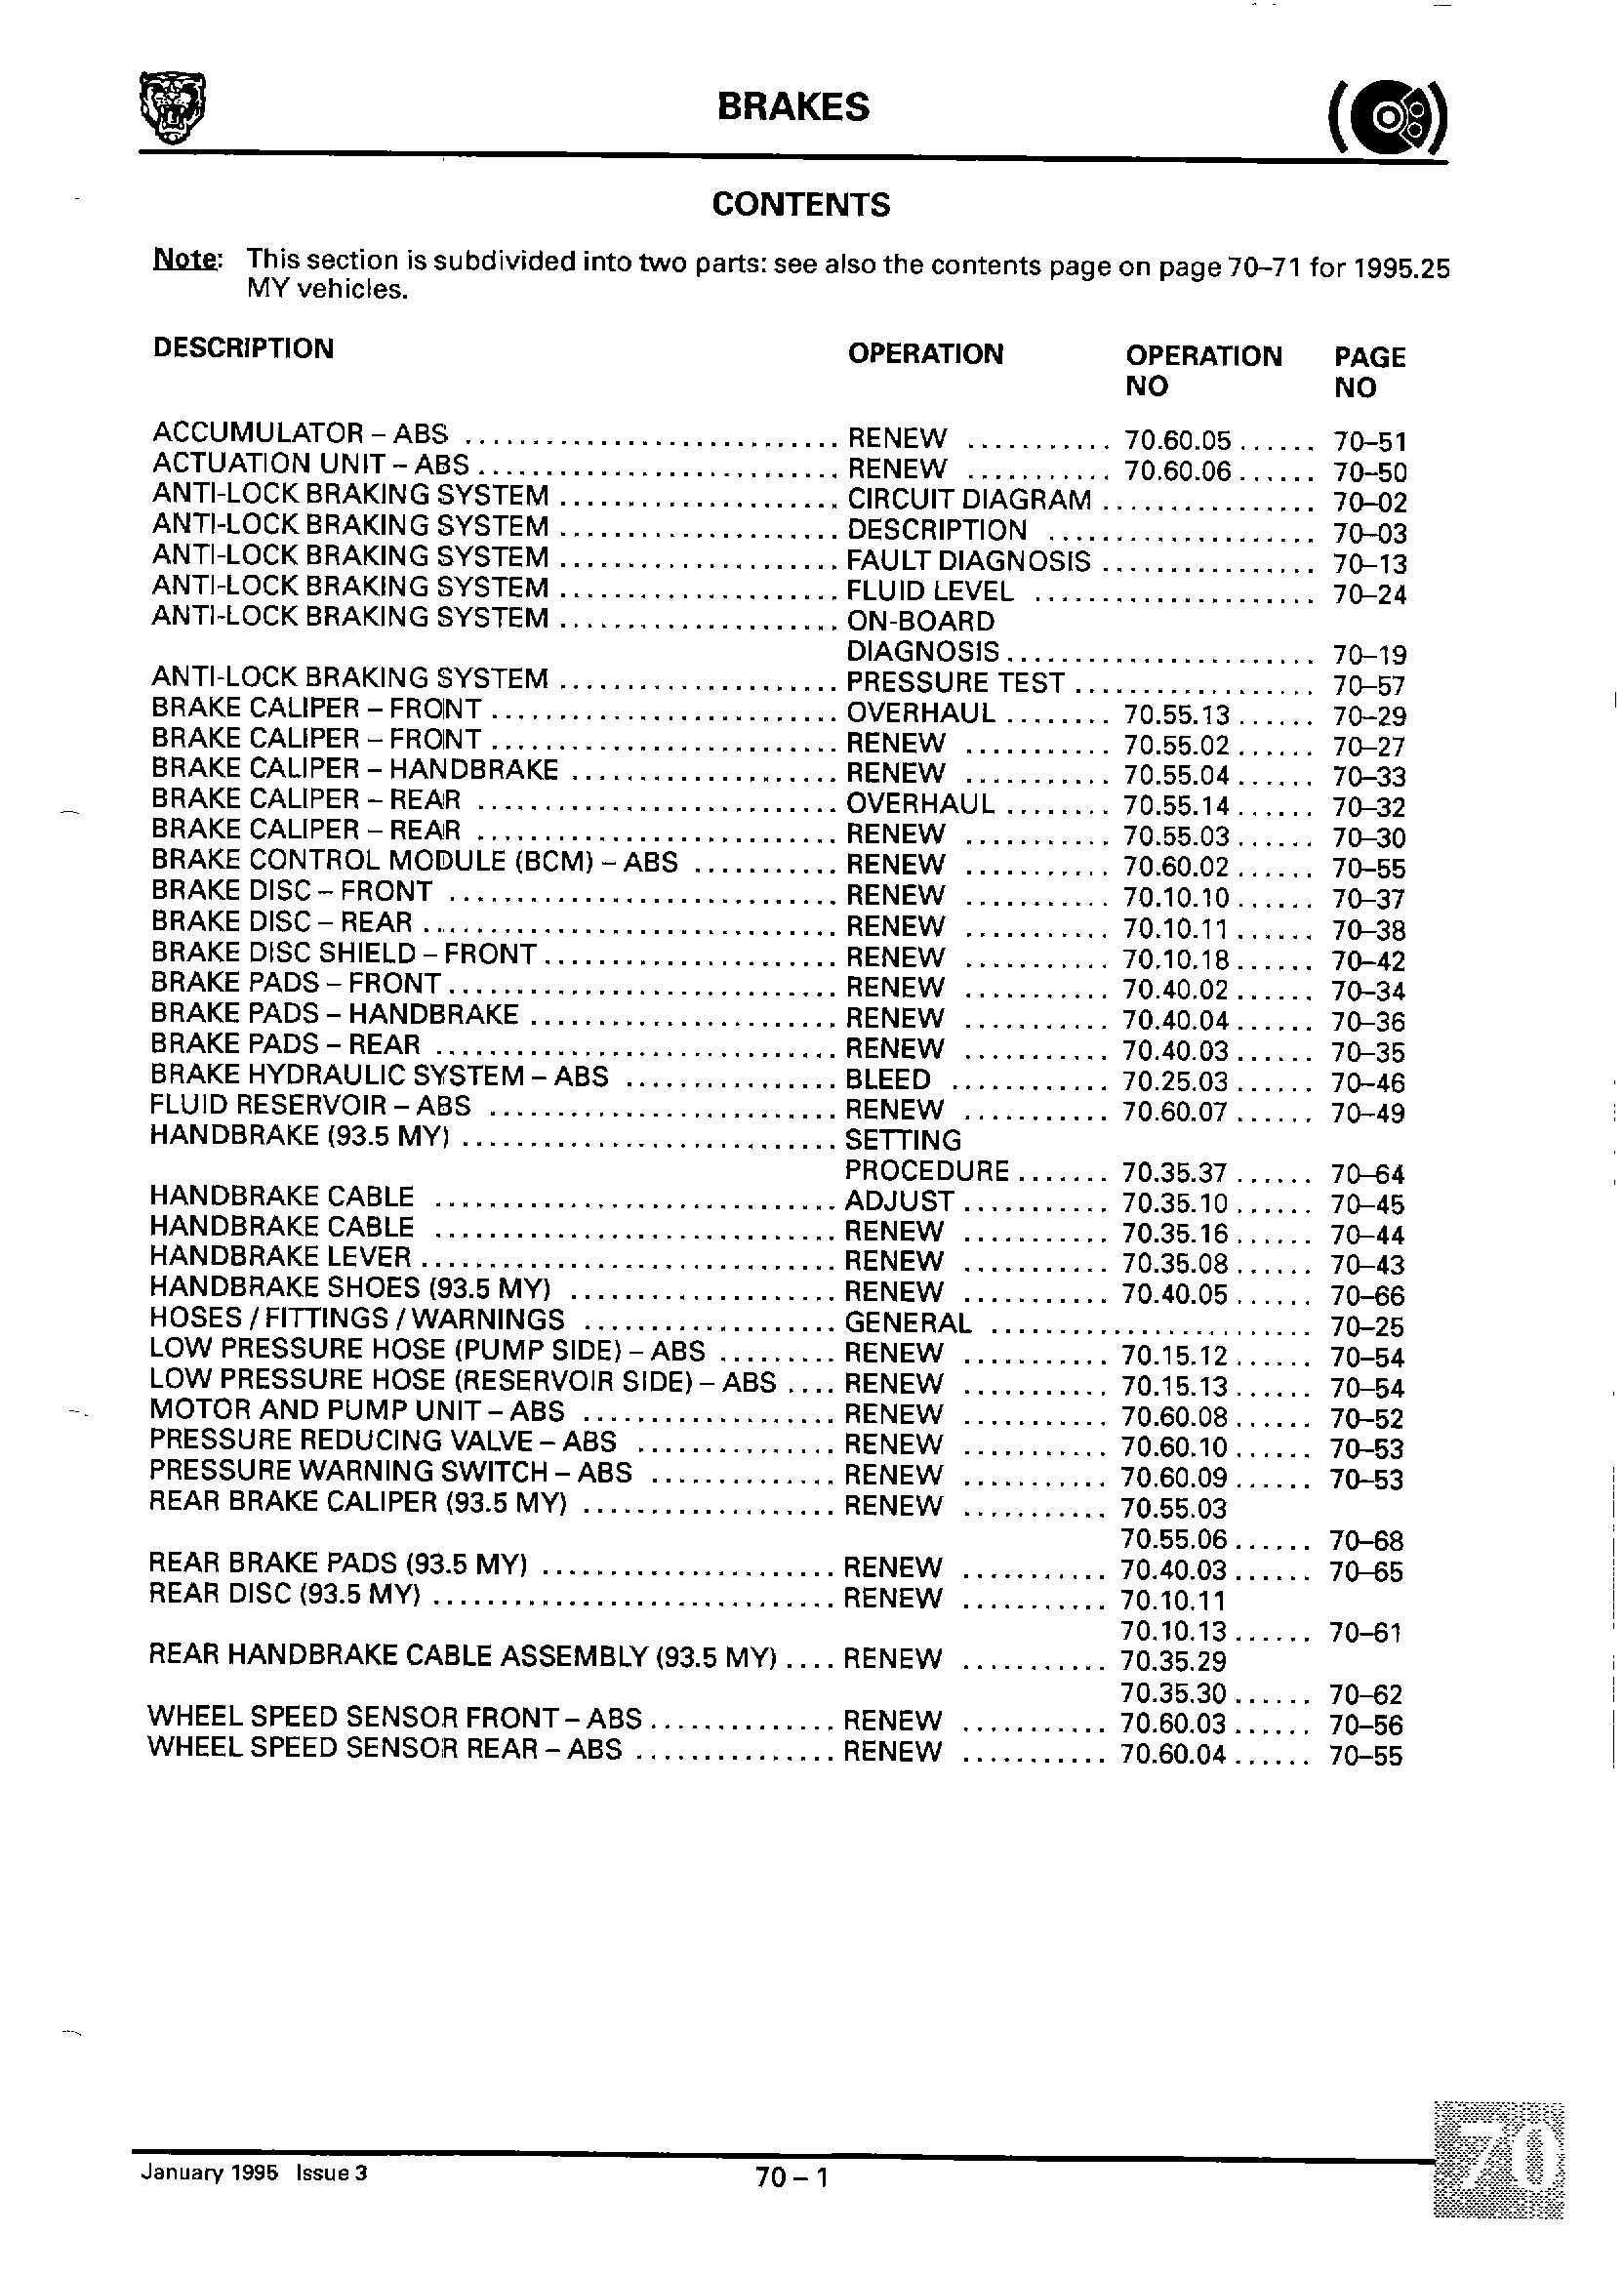 BRAKES
CONTENTS
Note: This section is subdivided into two parts: see also the contents page on page 70–71 for 1995.25
MY vehicles.
DESCRIPTION OPERATION OPERATION PAGE
NO NO
ACCUMULATOR – ABS ............................ RENEW ........... 70.60.05 ...... 70–51
ACTUATION UNIT – ABS ........................... RENEW ........... 70.60.06 ...... 70–50
ANTI-LOCK BRAKING SYSTEM ..................... CIRCUIT DIAGRAM ................ 70–02
ANTI-LOCK BRAKING SYSTEM ..................... DESCRIPTION .................... 70–03
ANTI-LOCK BRAKING SYSTEM ..................... FAULT DIAGNOSIS ................ 70–13
ANTI-LOCK BRAKING SYSTEM ..................... FLUID LEVEL ..................... 70–24
ANTI-LOCK BRAKING SYSTEM ..................... ON-BOARD
DIAGNOSIS ....................... 70–19
ANTI-LOCK BRAKING SYSTEM ..................... PRESSURE TEST .................. 70–57
BRAKE CALIPER – FRONT .......................... OVERHAUL ........ 70.55.13 ...... 70–29
BRAKE CALIPER – FRONT .......................... RENEW ........... 70.55.02 ...... 70–27
BRAKE CALIPER – HANDBRAKE .................... RENEW ........... 70.55.04 ...... 70–33
BRAKE CALIPER – REAR ........................... OVERHAUL ........ 70.55.14 ...... 70–32
BRAKE CALIPER – REAR ........................... RENEW ........... 70.55.03 ...... 70–30
BRAKE CONTROL MODULE (BCM) – ABS ........... RENEW ........... 70.60.02 ...... 70–55
BRAKE DISC – FRONT ............................. RENEW ........... 70.10.10 ...... 70–37
BRAKE DISC – REAR ............................... RENEW ........... 70.10.11 ...... 70–38
BRAKE DISC SHIELD – FRONT ...................... RENEW ........... 70.10.18 ...... 70–42
BRAKE PADS – FRONT ............................. RENEW ........... 70.40.02 ...... 70–34
BRAKE PADS – HANDBRAKE ....................... RENEW ........... 70.40.04 ...... 70–36
BRAKE PADS – REAR .............................. RENEW ........... 70.40.03 ...... 70–35
BRAKE HYDRAULIC SYSTEM – ABS ................ BLEED ............ 70.25.03 ...... 70–46
FLUID RESERVOIR – ABS .......................... RENEW ........... 70.60.07 ...... 70–49
HANDBRAKE (93.5 MY) ............................ SETTING
PROCEDURE ....... 70.35.37 ...... 70–64
HANDBRAKE CABLE .............................. ADJUST ........... 70.35.10 ...... 70–45
HANDBRAKE CABLE .............................. RENEW ........... 70.35.16 ...... 70–44
HANDBRAKE LEVER ............................... RENEW ........... 70.35.08 ...... 70–43
HANDBRAKE SHOES (93.5 MY) .................... RENEW ........... 70.40.05 ...... 70–66
HOSES / FITTINGS / WARNINGS ................... GENERAL ........................ 70–25
LOW PRESSURE HOSE (PUMP SIDE) – ABS ......... RENEW ........... 70.15.12 ...... 70–54
LOW PRESSURE HOSE (RESERVOIR SIDE) – ABS .... RENEW ........... 70.15.13 ...... 70–54
MOTOR AND PUMP UNIT – ABS ................... RENEW ........... 70.60.08 ...... 70–52
PRESSURE REDUCING VALVE – ABS ............... RENEW ........... 70.60.10 ...... 70–53
PRESSURE WARNING SWITCH – ABS .............. RENEW ........... 70.60.09 ...... 70–53
REAR BRAKE CALIPER (93.5 MY) ................... RENEW ........... 70.55.03
70.55.06 ...... 70–68
REAR BRAKE PADS (93.5 MY) ...................... RENEW ........... 70.40.03 ...... 70–65
REAR DISC (93.5 MY) .............................. RENEW ........... 70.10.11
70.10.13 ...... 70–61
REAR HANDBRAKE CABLE ASSEMBLY (93.5 MY) .... RENEW ........... 70.35.29
70.35.30 ...... 70–62
WHEEL SPEED SENSOR FRONT – ABS .............. RENEW ........... 70.60.03 ...... 70–56
WHEEL SPEED SENSOR REAR – ABS ............... RENEW ........... 70.60.04 ...... 70–55
January 1995 Issue 3 70 – 1
70